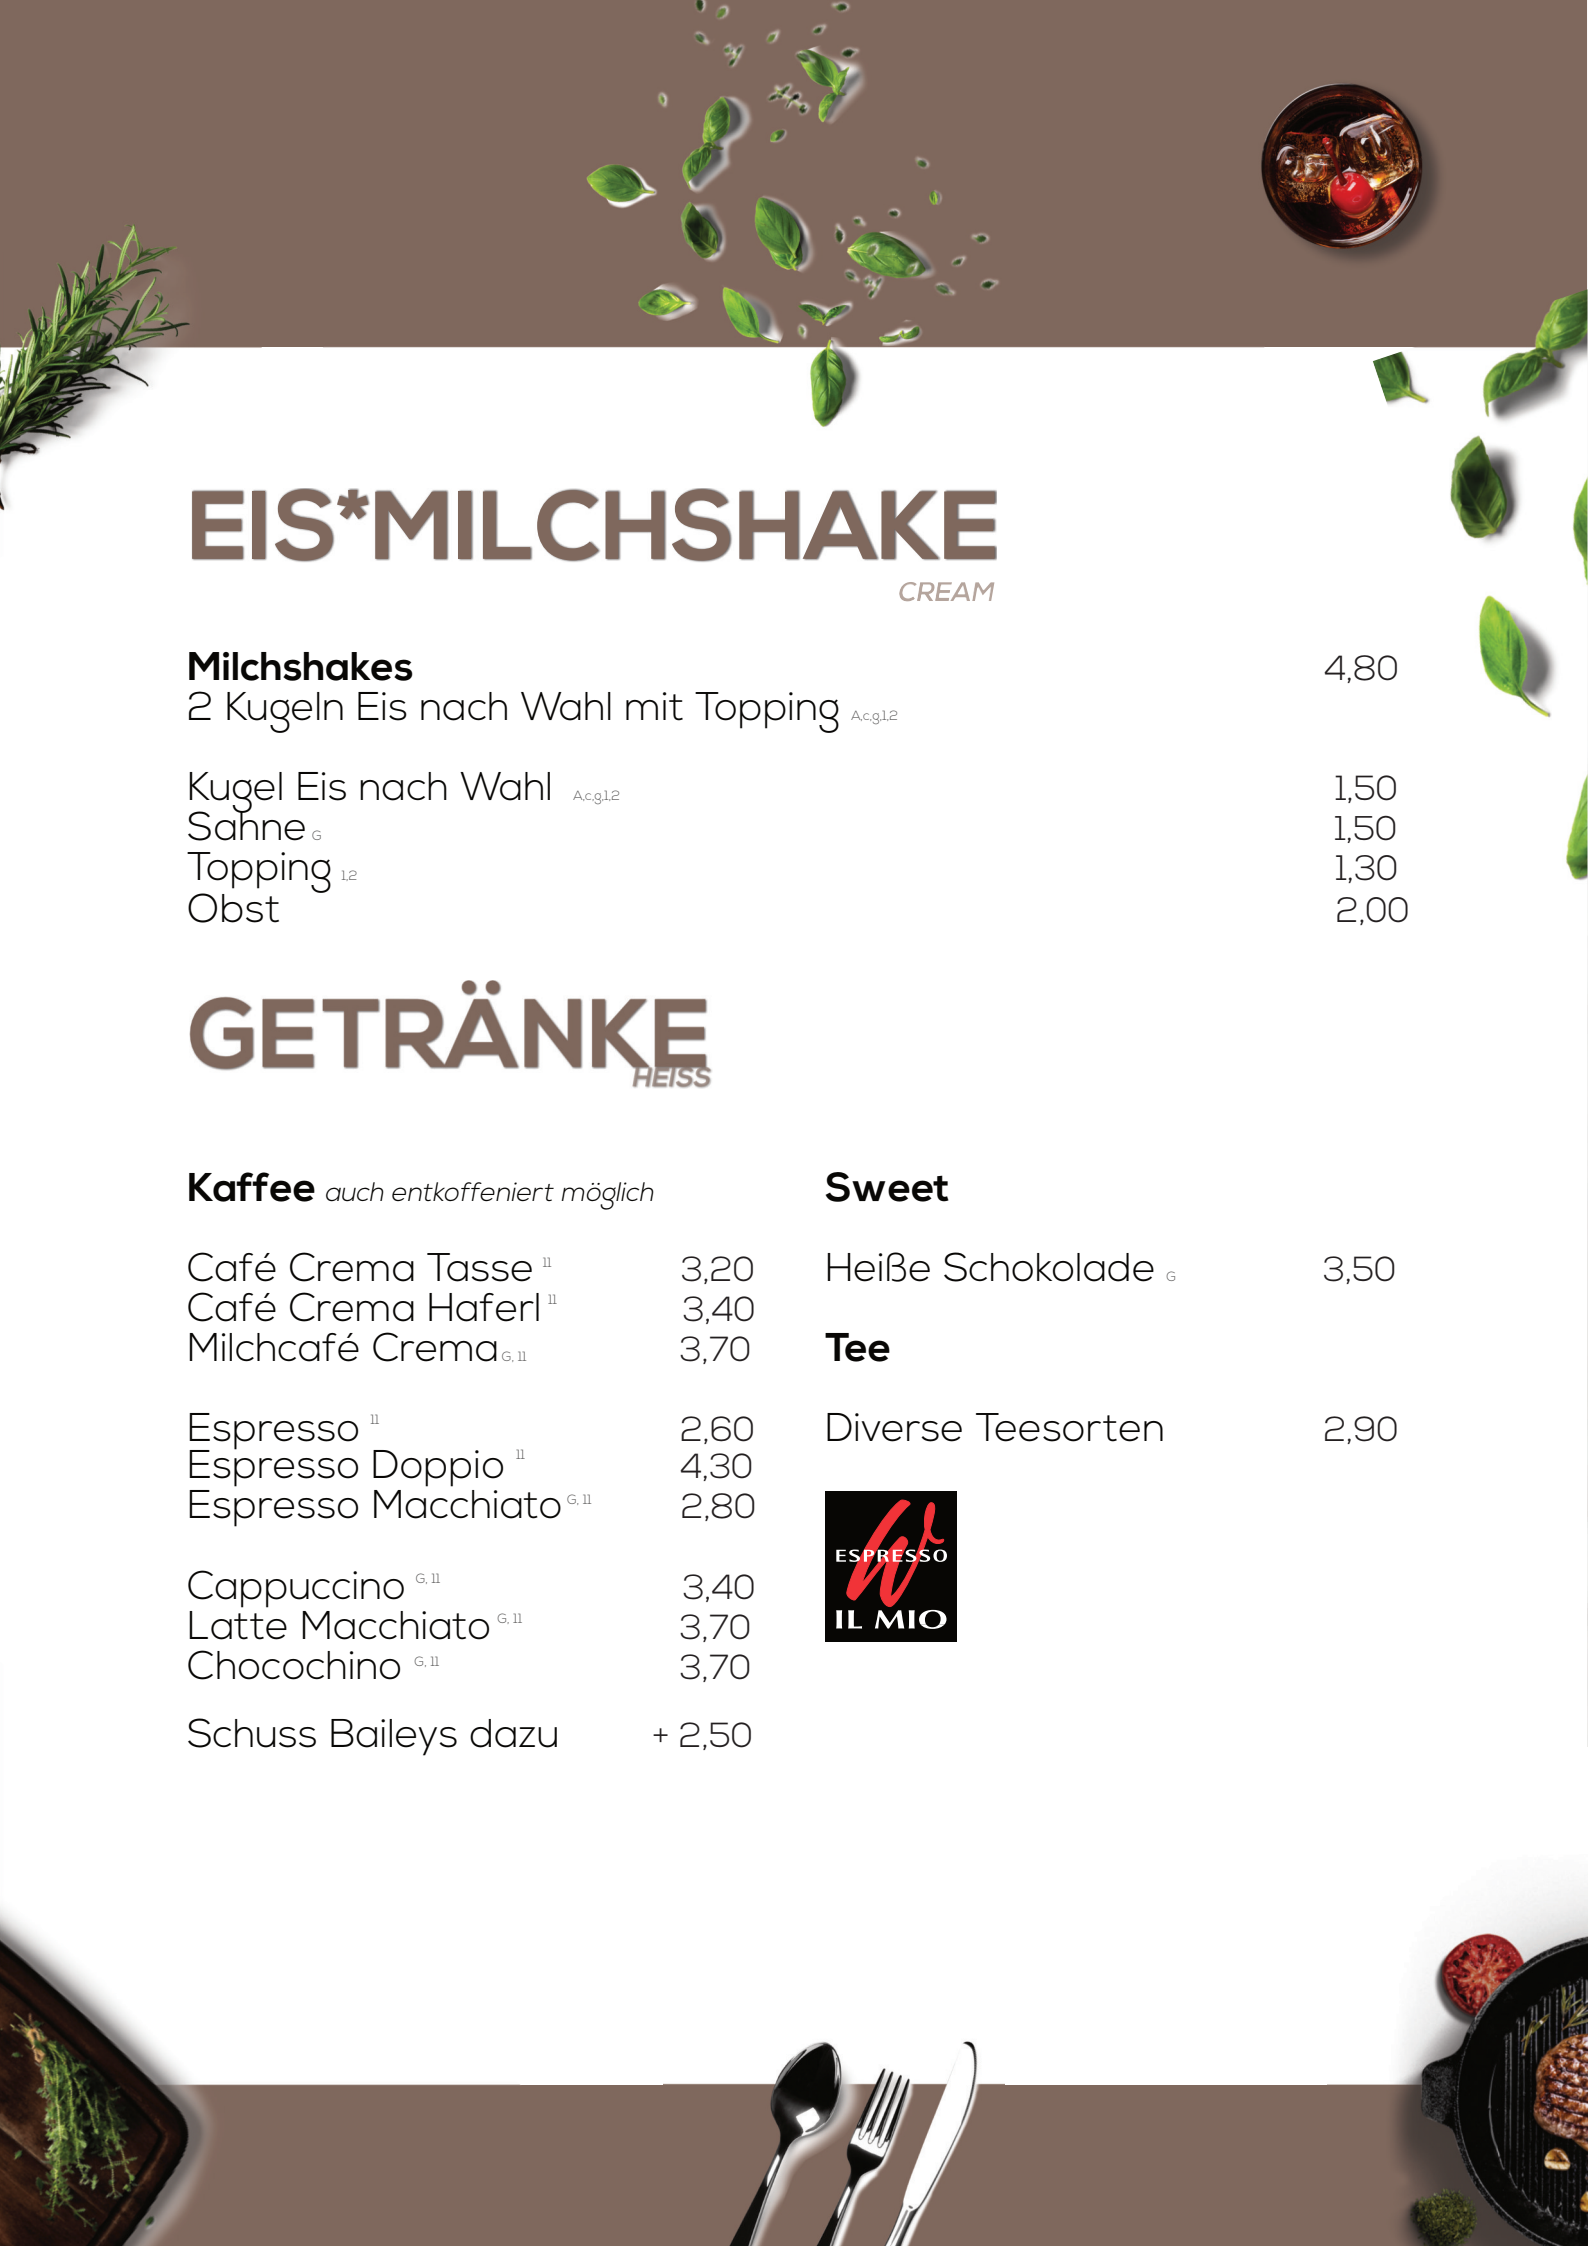 EIS*MILCHSHAKE
CREAM
Milchshakes 4,80
2 Kugeln Eis nach Wahl mit Topping A,c,g,1,2
Kugel Eis nach Wahl A,c,g,1,2 1,50
Sahne G 1,50
Topping 1,2 1,30
Obst 2,00
GETRÄNKE
HEISS
Kaffee auch entkoffeniert möglich
Café Crema Tasse 11 3,20
Café Crema Haferl 11 3,40
Milchcafé Crema G, 11 3,70
Espresso 11 2,60
Espresso Doppio 11 4,30
Espresso Macchiato G, 11 2,80
Cappuccino G, 11 3,40
Latte Macchiato G, 11 3,70
Chocochino G, 11 3,70
Schuss Baileys dazu + 2,50
Sweet
Heiße Schokolade G 3,50
Tee
Diverse Teesorten 2,90
ESPRESSO
IL MIO